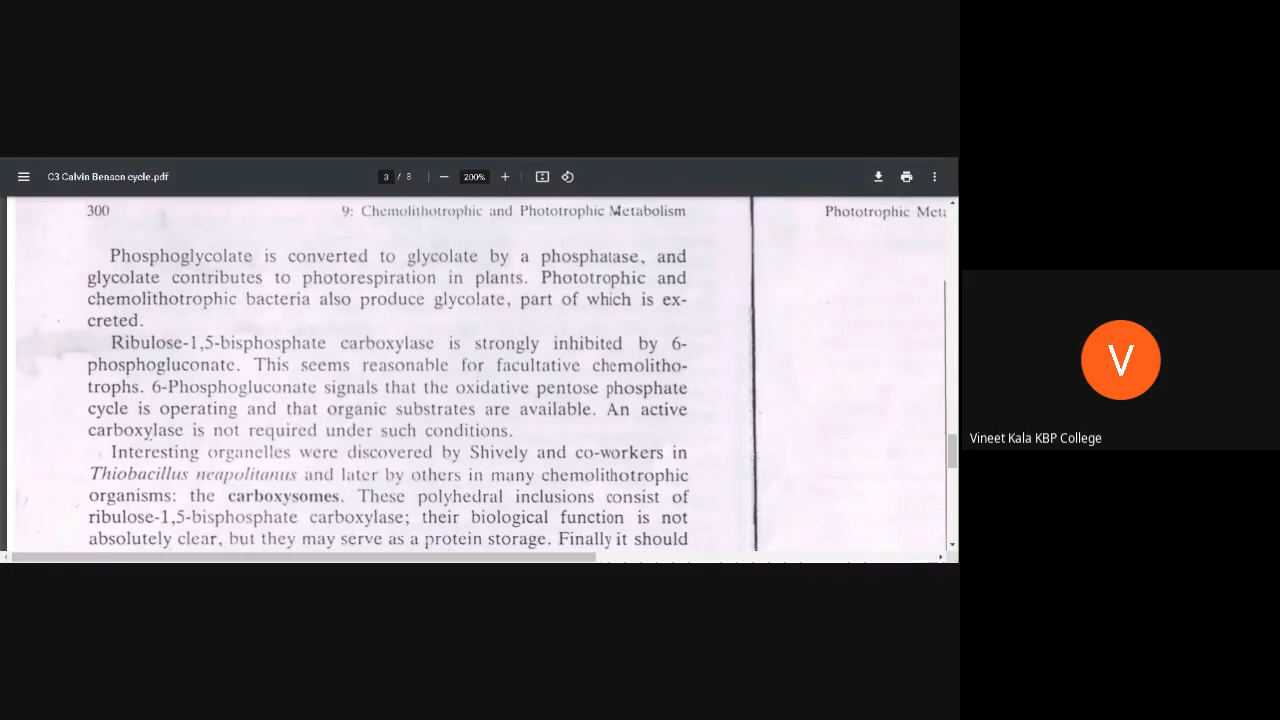 C3 Calvin Benson cycle.pdf
3 / 3
200%
300 9: Chemolithotrophic and Phototrophic Metabolism
Phototrophic Meta
Phosphoglycolate is converted to glycolate by a phosphatase, and
glycolate contributes to photorespiration in plants. Phototrophic and
chemolithotrophic bacteria also produce glycolate, part of which is ex-
creted.
Ribulose-1,5-bisphosphate carboxylase is strongly inhibited by 6-
phosphogluconate. This seems reasonable for facultative chemolitho-
trophs. 6-Phosphogluconate signals that the oxidative pentose phosphate
cycle is operating and that organic substrates are available. An active
carboxylase is not required under such conditions.
Interesting organelles were discovered by Shively and co-workers in
Thiobacillus neapolitanus and later by others in many chemolithotrophic
organisms: the carboxysomes. These polyhedral inclusions consist of
ribulose-1,5-bisphosphate carboxylase; their biological function is not
absolutely clear, but they may serve as a protein storage. Finally it should
V
Vineet Kala KBP College